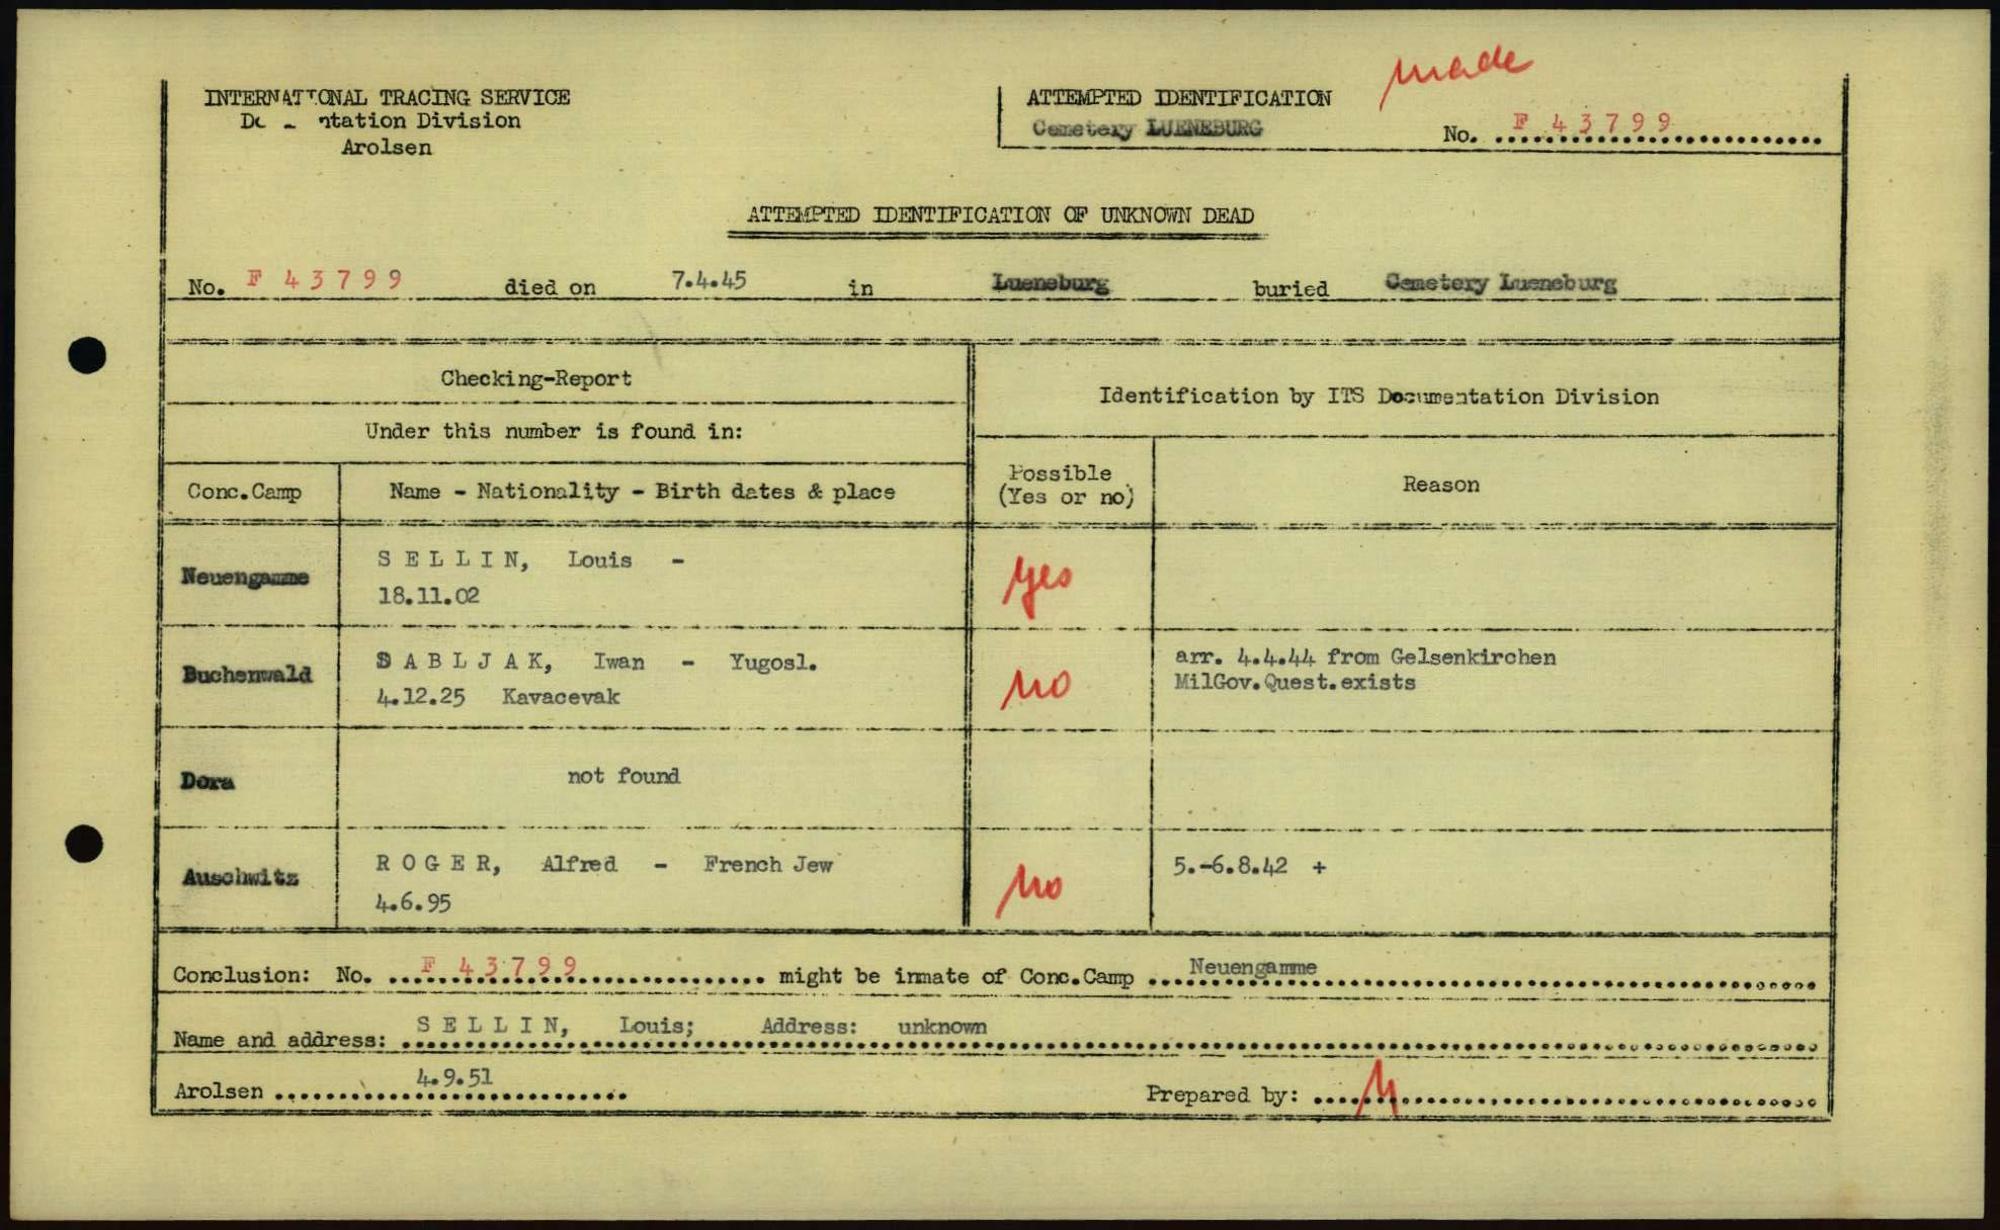 made
INTERNATIONAL TRACING SERVICE
Documentation Division
Arolsen
ATTEMPTED IDENTIFICATION
Cemetery LUENEBURG
No. F 43799
ATTEMPTED IDENTIFICATION OF UNKNOWN DEAD
No. F 43799 died on 7.4.45 in Lueneburg buried Cemetery Lueneburg
Checking-Report
Under this number is found in:
Identification by ITS Documentation Division
Conc.Camp
Name - Nationality - Birth dates & place
Possible
(Yes or no)
Reason
Neuengamme
S E L L I N, Louis -
18.11.02
yes
Buchenwald
S A B L J A K, Iwan - Yugosl.
4.12.25 Kavacevak
no
arr. 4.4.44 from Gelsenkirchen
MilGov.Quest.exists
Dora
not found
Auschwitz
R O G E R, Alfred - French Jew
4.6.95
no
5.-6.8.42 +
Conclusion: No. F 43799 might be inmate of Conc.Camp Neuengamme
Name and address: S E L L I N, Louis; Address: unknown
Arolsen 4.9.51
Prepared by: